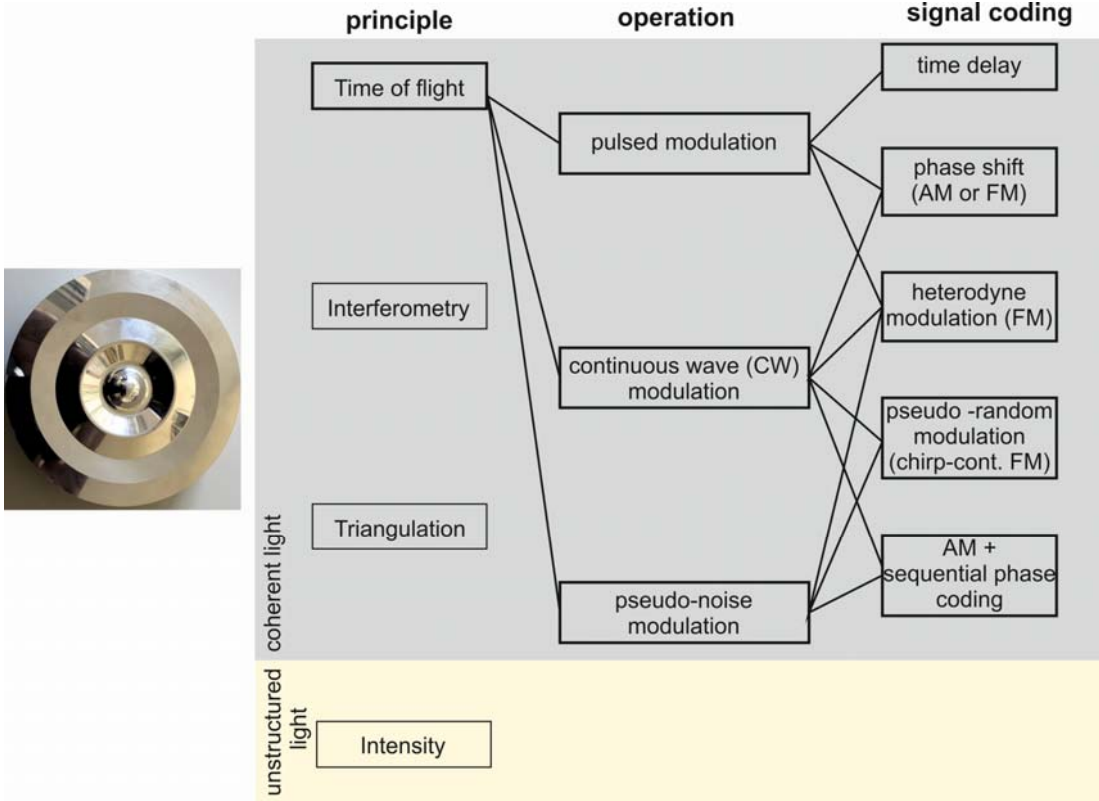 principle
operation
signal coding
Time of flight
pulsed modulation
time delay
phase shift
(AM or FM)
Interferometry
heterodyne
modulation (FM)
continuous wave (CW)
modulation
pseudo -random
modulation
(chirp-cont. FM)
Triangulation
AM +
sequential phase
coding
pseudo-noise
modulation
coherent light
unstructured
light
Intensity